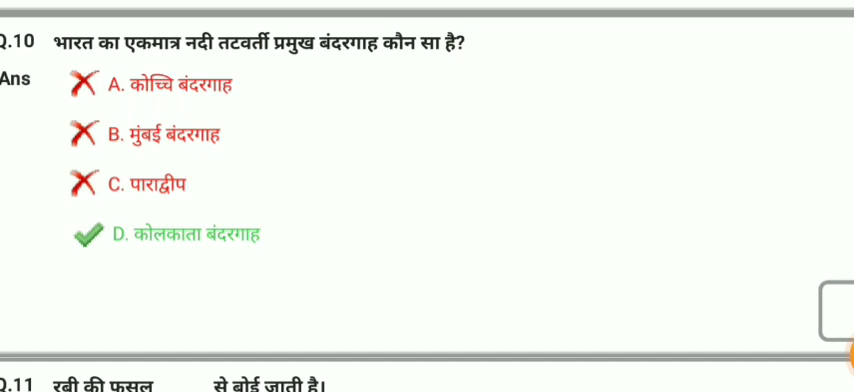 Q.10 भारत का एकमात्र नदी तटवर्ती प्रमुख बंदरगाह कौन सा है?
Ans A. कोच्चि बंदरगाह
B. मुंबई बंदरगाह
C. पाराद्वीप
D. कोलकाता बंदरगाह
Q.11 रबी की फसल से बोई जाती है।